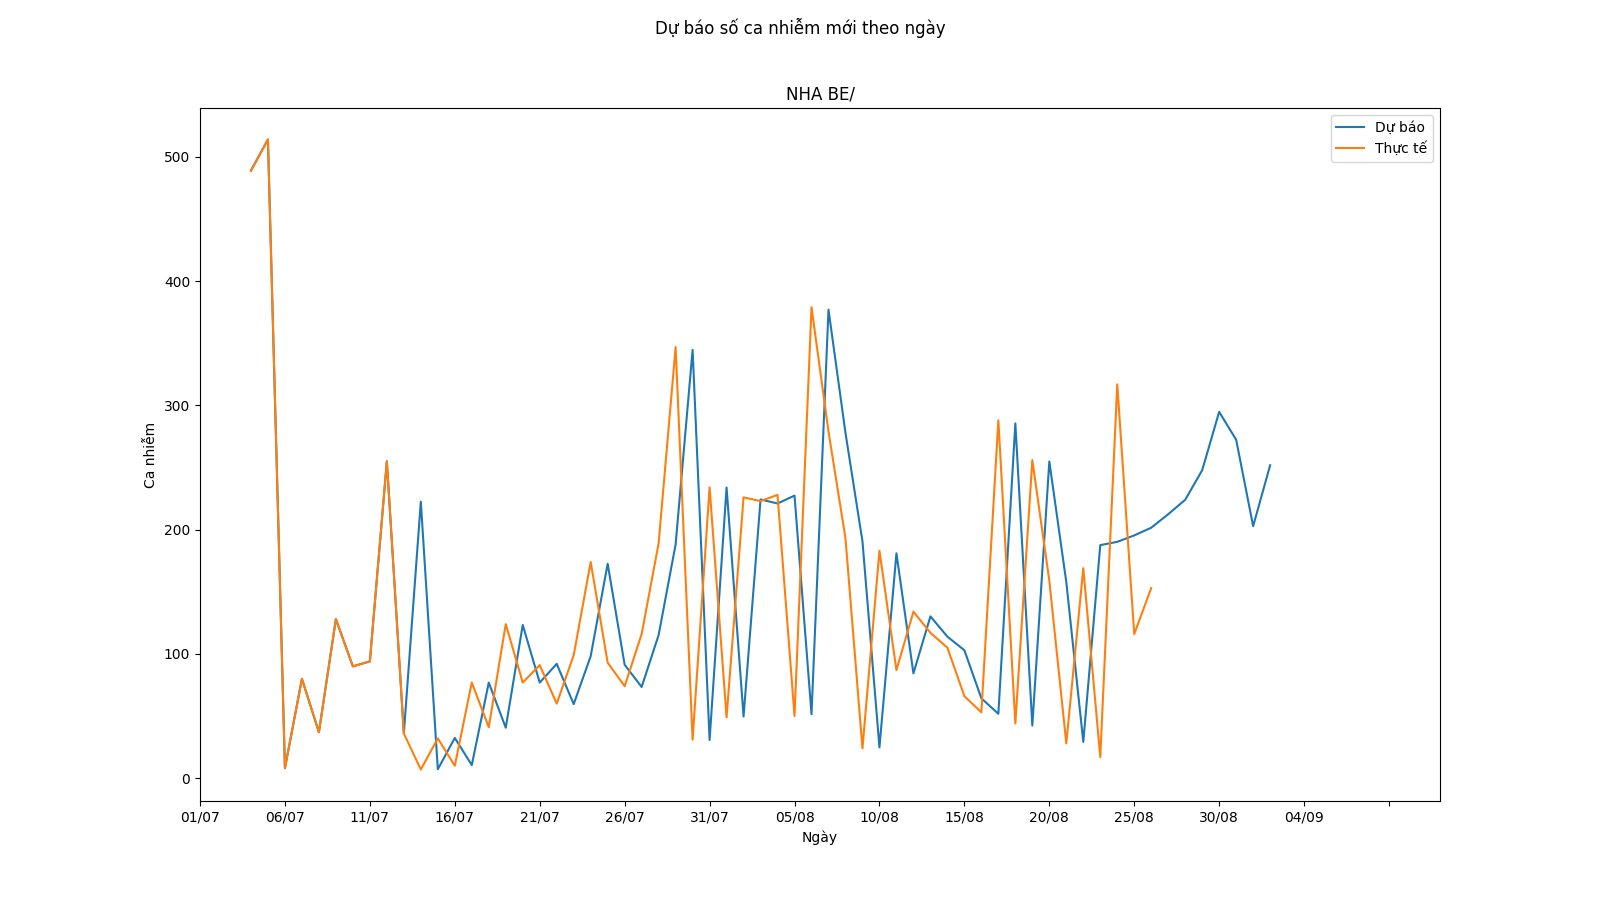 Dự báo số ca nhiễm mới theo ngày
NHA BE/
Dự báo
Thực tế
500
400
300
200
100
0
Ca nhiễm
01/07 06/07 11/07 16/07 21/07 26/07 31/07 05/08 10/08 15/08 20/08 25/08 30/08 04/09
Ngày